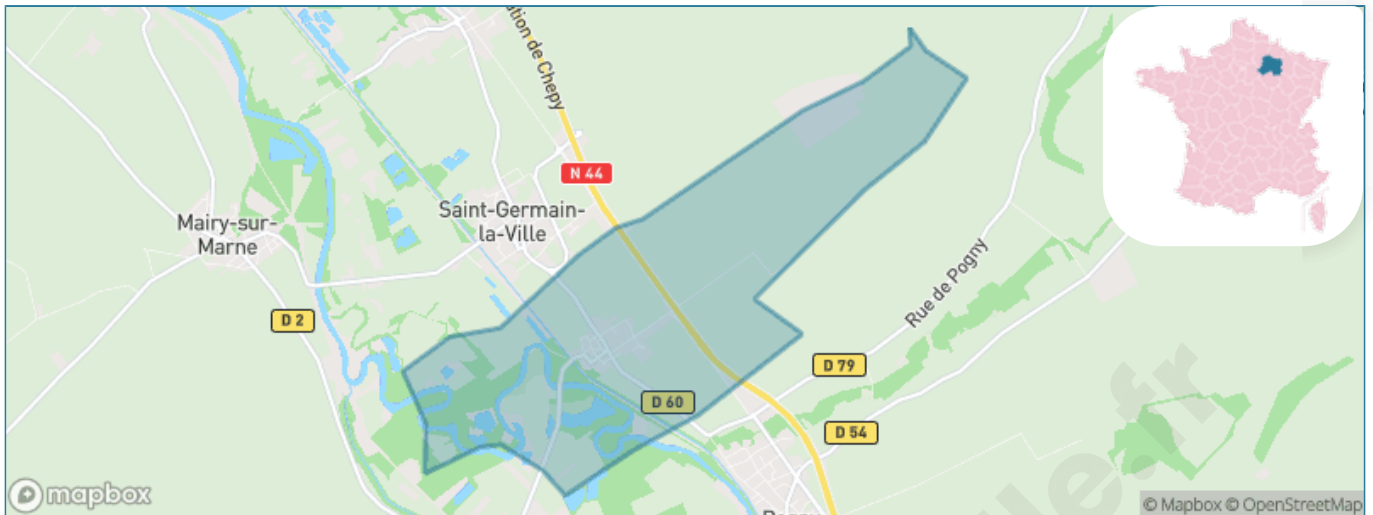 ation de Chepy
N 44
Saint-Germain-
la-Ville
Mairy-sur-
Marne
D 2
Rue de Pogny
D 79
D 60
D 54
mapbox
© Mapbox © OpenStreetMap